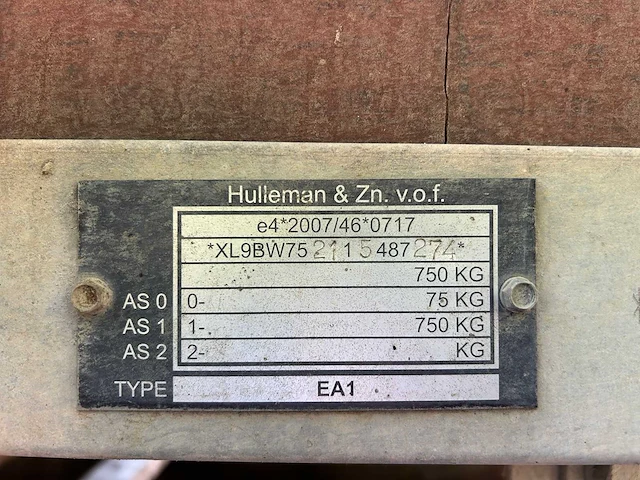 Hulleman & Zn. v.o.f.
e4*2007/46*0717
*XL9BW752115487274*
750 KG
AS 0 0- 75 KG
AS 1 1- 750 KG
AS 2 2- KG
TYPE EA1